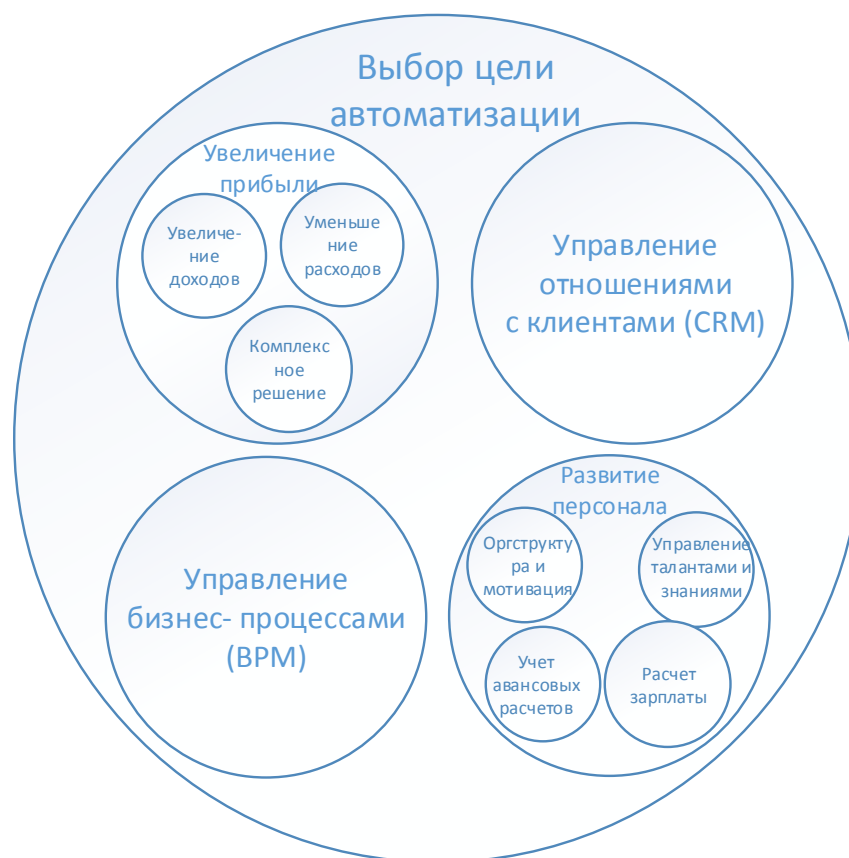 Выбор цели
автоматизации
Увеличение
прибыли
Увеличе-
ние
доходов
Уменьше
ние
расходов
Комплекс
ное
решение
Управление
отношениями
с клиентами (CRM)
Управление
бизнес- процессами
(BPM)
Развитие
персонала
Оргструкту
ра и
мотивация
Управление
талантами и
знаниями
Учет
авансовых
расчетов
Расчет
зарплаты